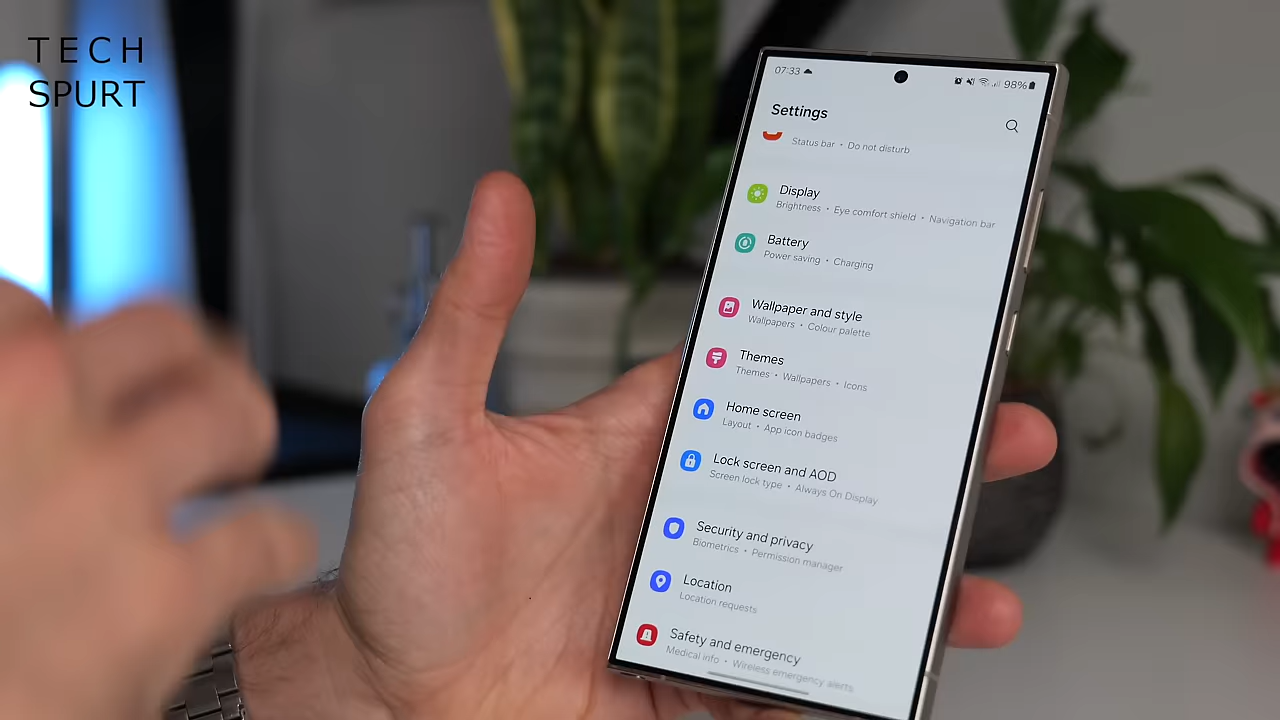 TECH
SPURT
07:33
98%
Settings
Status bar • Do not disturb
Display
Brightness • Eye comfort shield • Navigation bar
Battery
Power saving • Charging
Wallpaper and style
Wallpapers • Colour palette
Themes
Themes • Wallpapers • Icons
Home screen
Layout • App icon badges
Lock screen and AOD
Screen lock type • Always On Display
Security and privacy
Biometrics • Permission manager
Location
Location requests
Safety and emergency
Medical info • Wireless emergency alerts